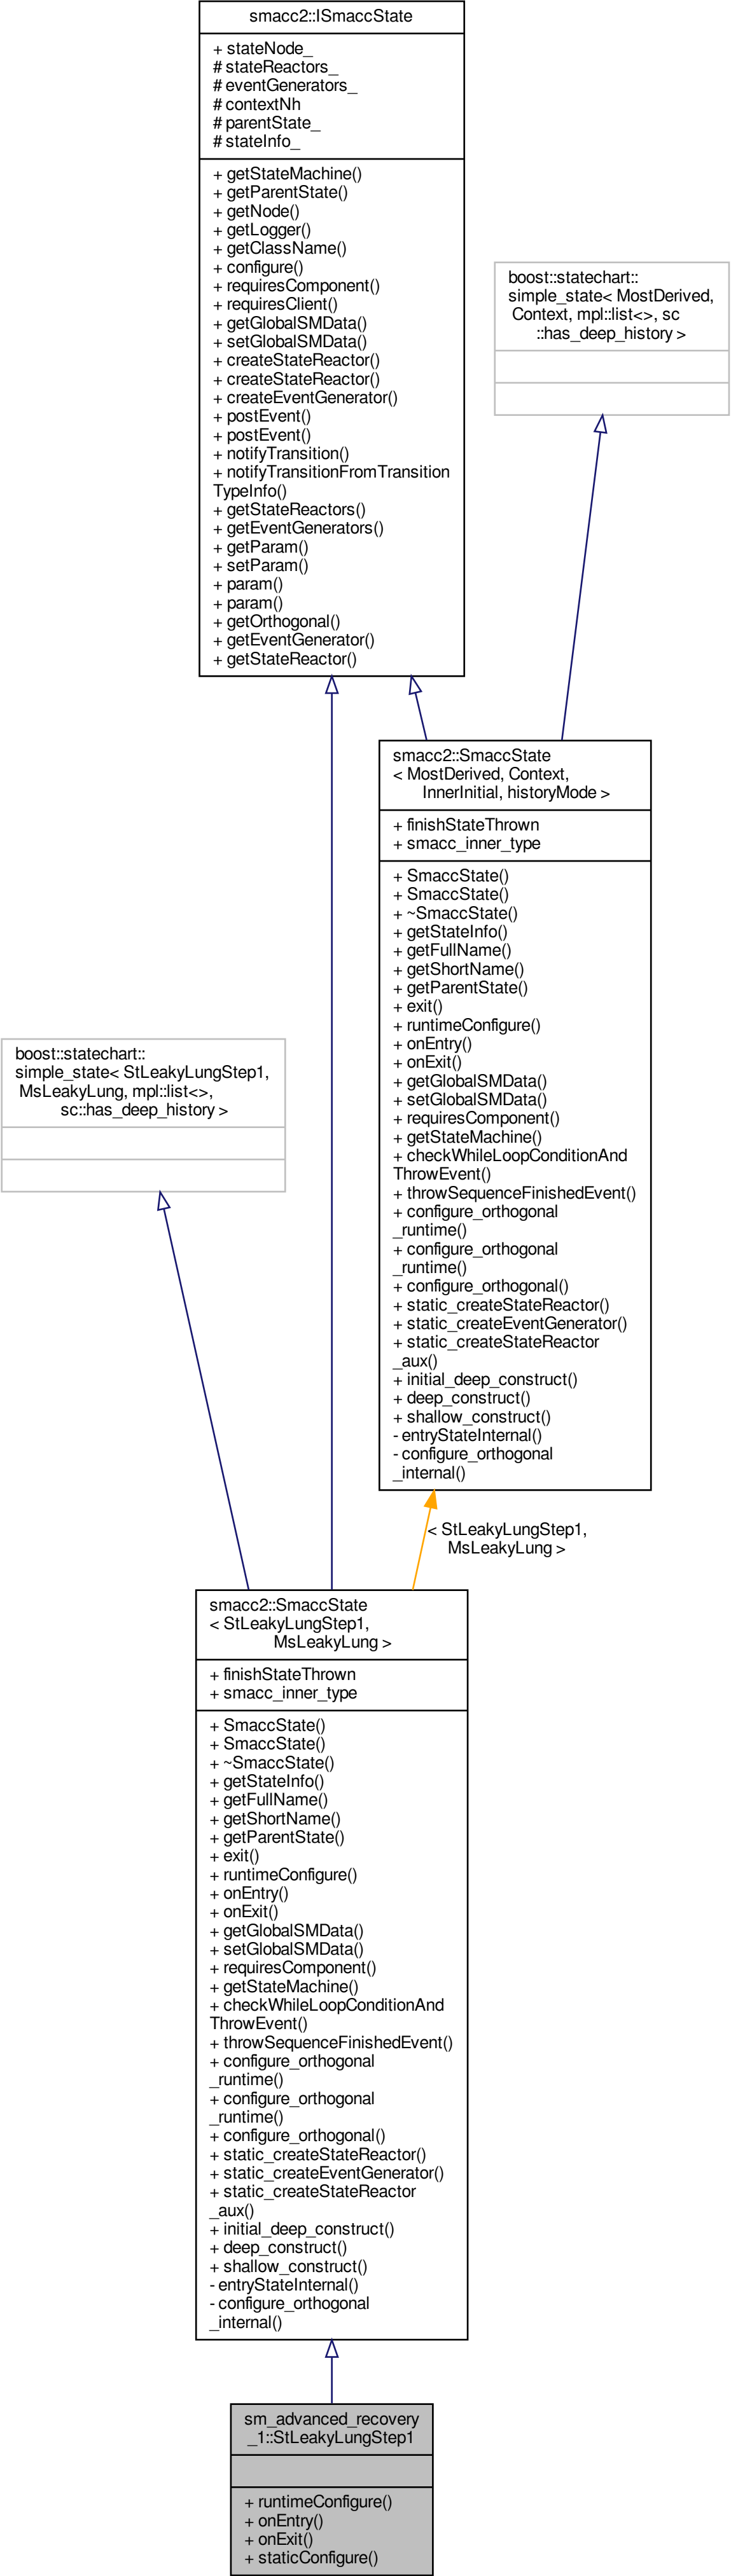 smacc2::ISmaccState
+ stateNode_
# stateReactors_
# eventGenerators_
# contextNh
# parentState_
# stateInfo_
+ getStateMachine()
+ getParentState()
+ getNode()
+ getLogger()
+ getClassName()
+ configure()
+ requiresComponent()
+ requiresClient()
+ getGlobalSMData()
+ setGlobalSMData()
+ createStateReactor()
+ createStateReactor()
+ createEventGenerator()
+ postEvent()
+ postEvent()
+ notifyTransition()
+ notifyTransitionFromTransition
TypeInfo()
+ getStateReactors()
+ getEventGenerators()
+ getParam()
+ setParam()
+ param()
+ param()
+ getOrthogonal()
+ getEventGenerator()
+ getStateReactor()
boost::statechart::
simple_state< MostDerived,
Context, mpl::list<>, sc
::has_deep_history >
smacc2::SmaccState
< MostDerived, Context,
InnerInitial, historyMode >
+ finishStateThrown
+ smacc_inner_type
+ SmaccState()
+ SmaccState()
+ ~SmaccState()
+ getStateInfo()
+ getFullName()
+ getShortName()
+ getParentState()
+ exit()
+ runtimeConfigure()
+ onEntry()
+ onExit()
+ getGlobalSMData()
+ setGlobalSMData()
+ requiresComponent()
+ getStateMachine()
+ checkWhileLoopConditionAnd
ThrowEvent()
+ throwSequenceFinishedEvent()
+ configure_orthogonal
_runtime()
+ configure_orthogonal
_runtime()
+ configure_orthogonal()
+ static_createStateReactor()
+ static_createEventGenerator()
+ static_createStateReactor
_aux()
+ initial_deep_construct()
+ deep_construct()
+ shallow_construct()
- entryStateInternal()
- configure_orthogonal
_internal()
boost::statechart::
simple_state< StLeakyLungStep1,
MsLeakyLung, mpl::list<>,
sc::has_deep_history >
< StLeakyLungStep1,
MsLeakyLung >
smacc2::SmaccState
< StLeakyLungStep1,
MsLeakyLung >
+ finishStateThrown
+ smacc_inner_type
+ SmaccState()
+ SmaccState()
+ ~SmaccState()
+ getStateInfo()
+ getFullName()
+ getShortName()
+ getParentState()
+ exit()
+ runtimeConfigure()
+ onEntry()
+ onExit()
+ getGlobalSMData()
+ setGlobalSMData()
+ requiresComponent()
+ getStateMachine()
+ checkWhileLoopConditionAnd
ThrowEvent()
+ throwSequenceFinishedEvent()
+ configure_orthogonal
_runtime()
+ configure_orthogonal
_runtime()
+ configure_orthogonal()
+ static_createStateReactor()
+ static_createEventGenerator()
+ static_createStateReactor
_aux()
+ initial_deep_construct()
+ deep_construct()
+ shallow_construct()
- entryStateInternal()
- configure_orthogonal
_internal()
sm_advanced_recovery
_1::StLeakyLungStep1
+ runtimeConfigure()
+ onEntry()
+ onExit()
+ staticConfigure()